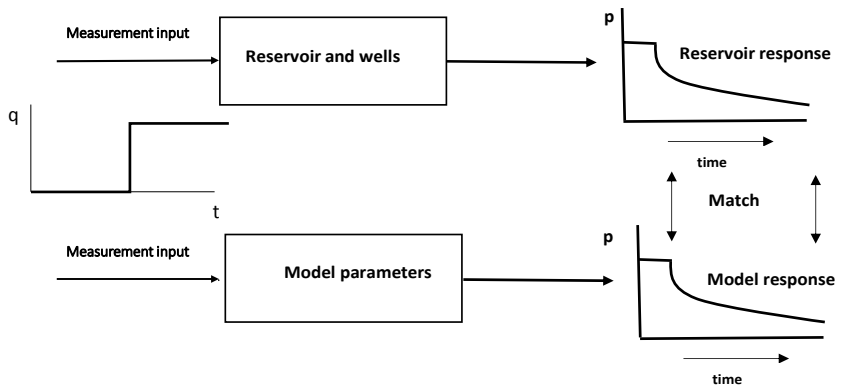 Measurement input
Reservoir and wells
p
Reservoir response
time
q
t
Match
Measurement input
Model parameters
p
Model response
time